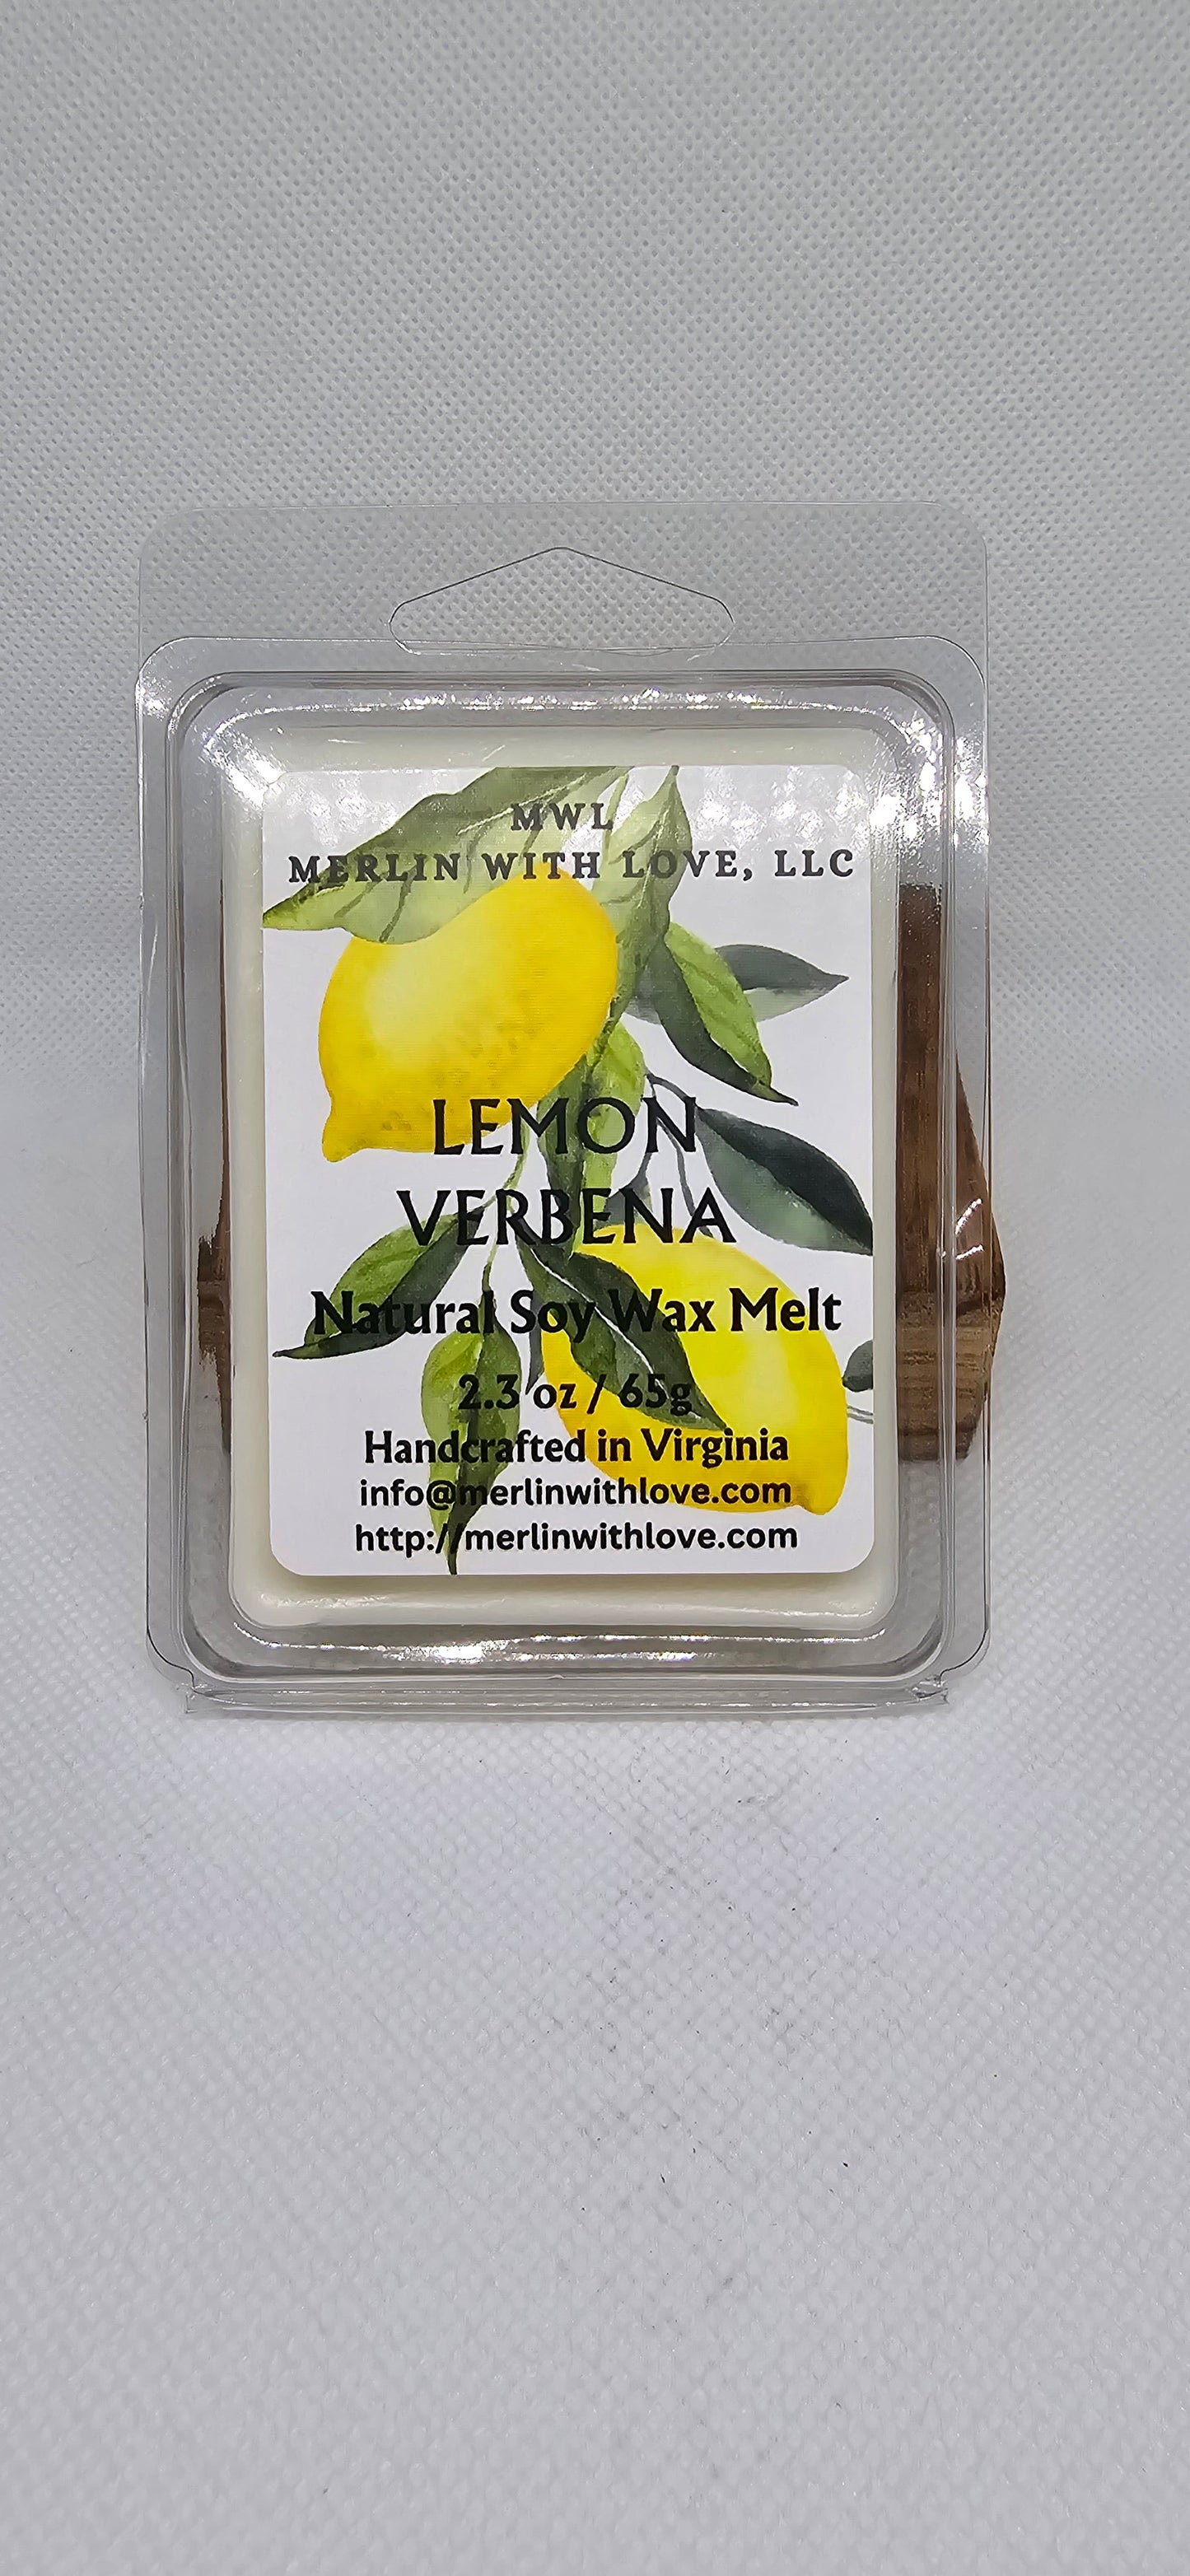 MWL
MERLIN WITH LOVE, LLC
LEMON
VERBENA
Natural Soy Wax Melt
2.3 oz / 65g
Handcrafted in Virginia
info@merlinwithlove.com
http://merlinwithlove.com